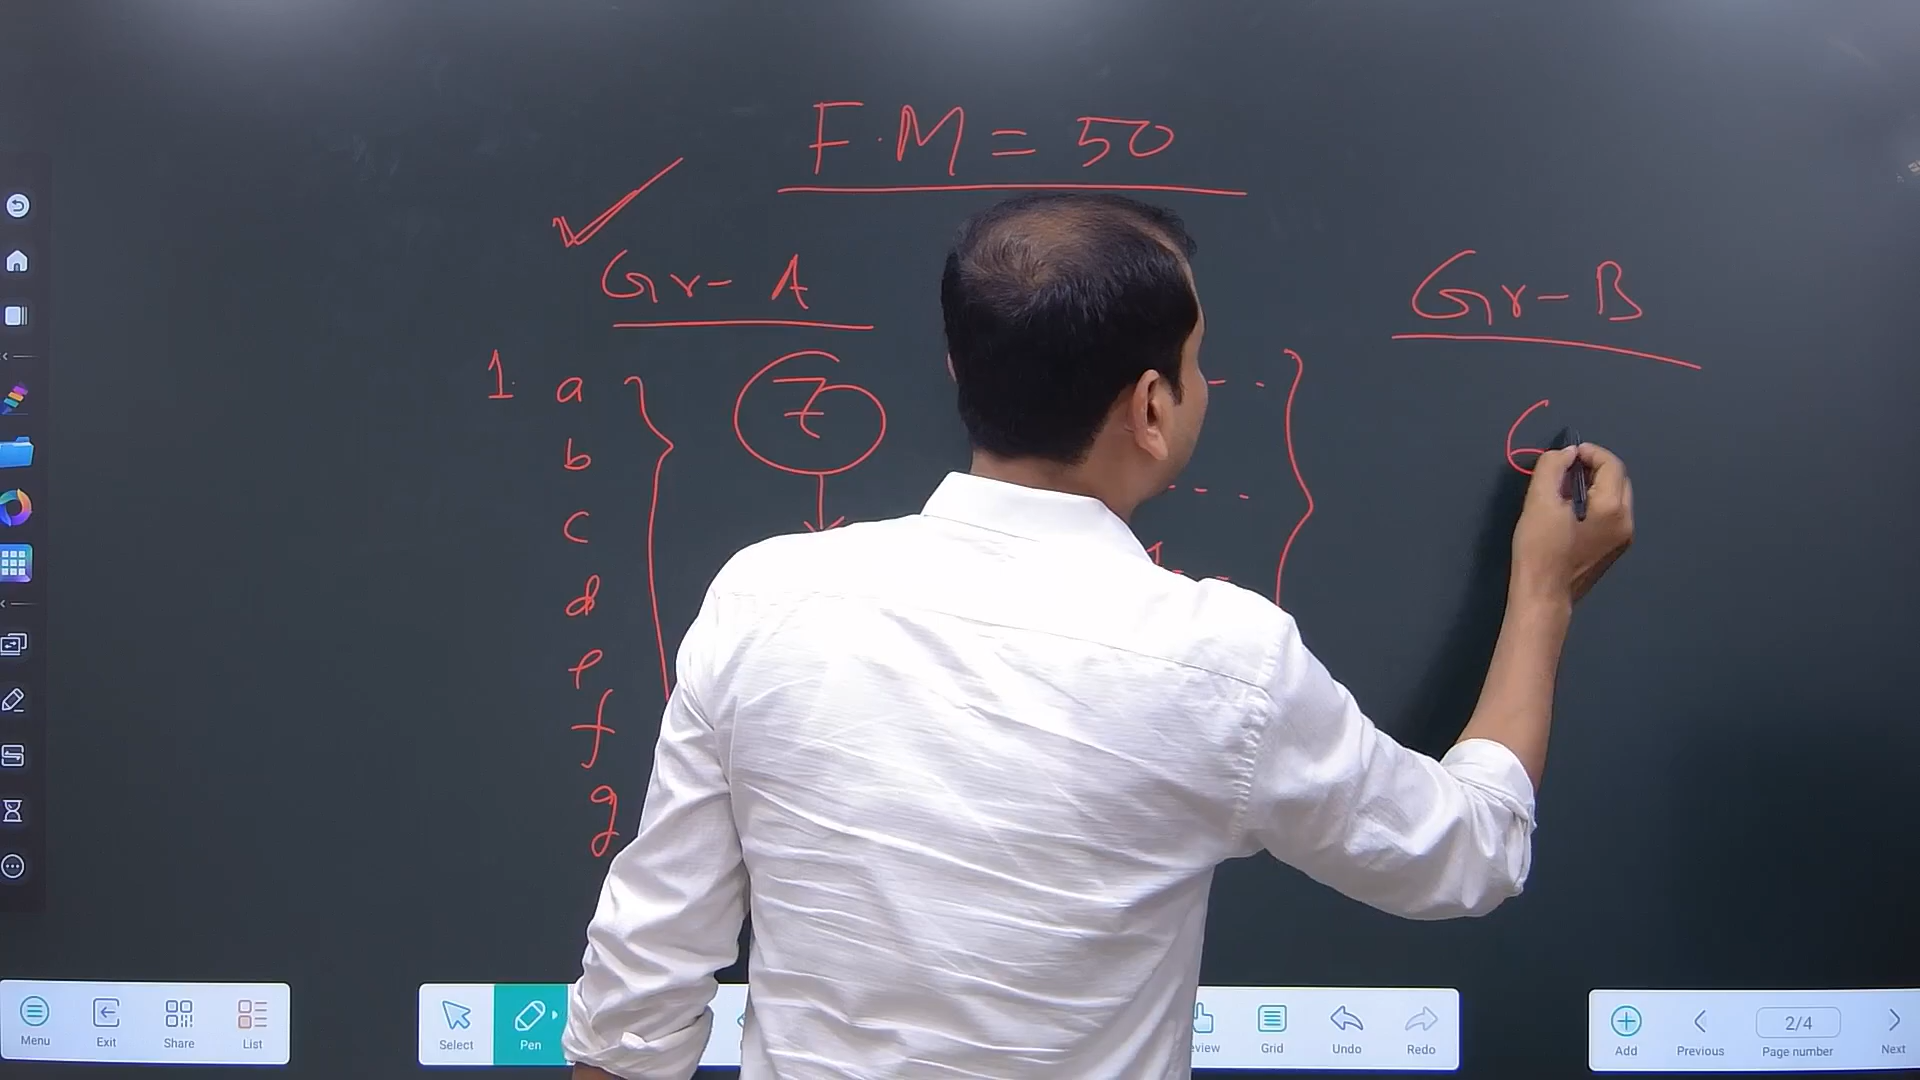 F.M = 50
Gr- A
Gr- B
1. a
b
c
d
e
f
g
7
6
Menu
Exit
Share
List
Select
Pen
Grid
Undo
Redo
Add
Previous
2/4
Page number
Next